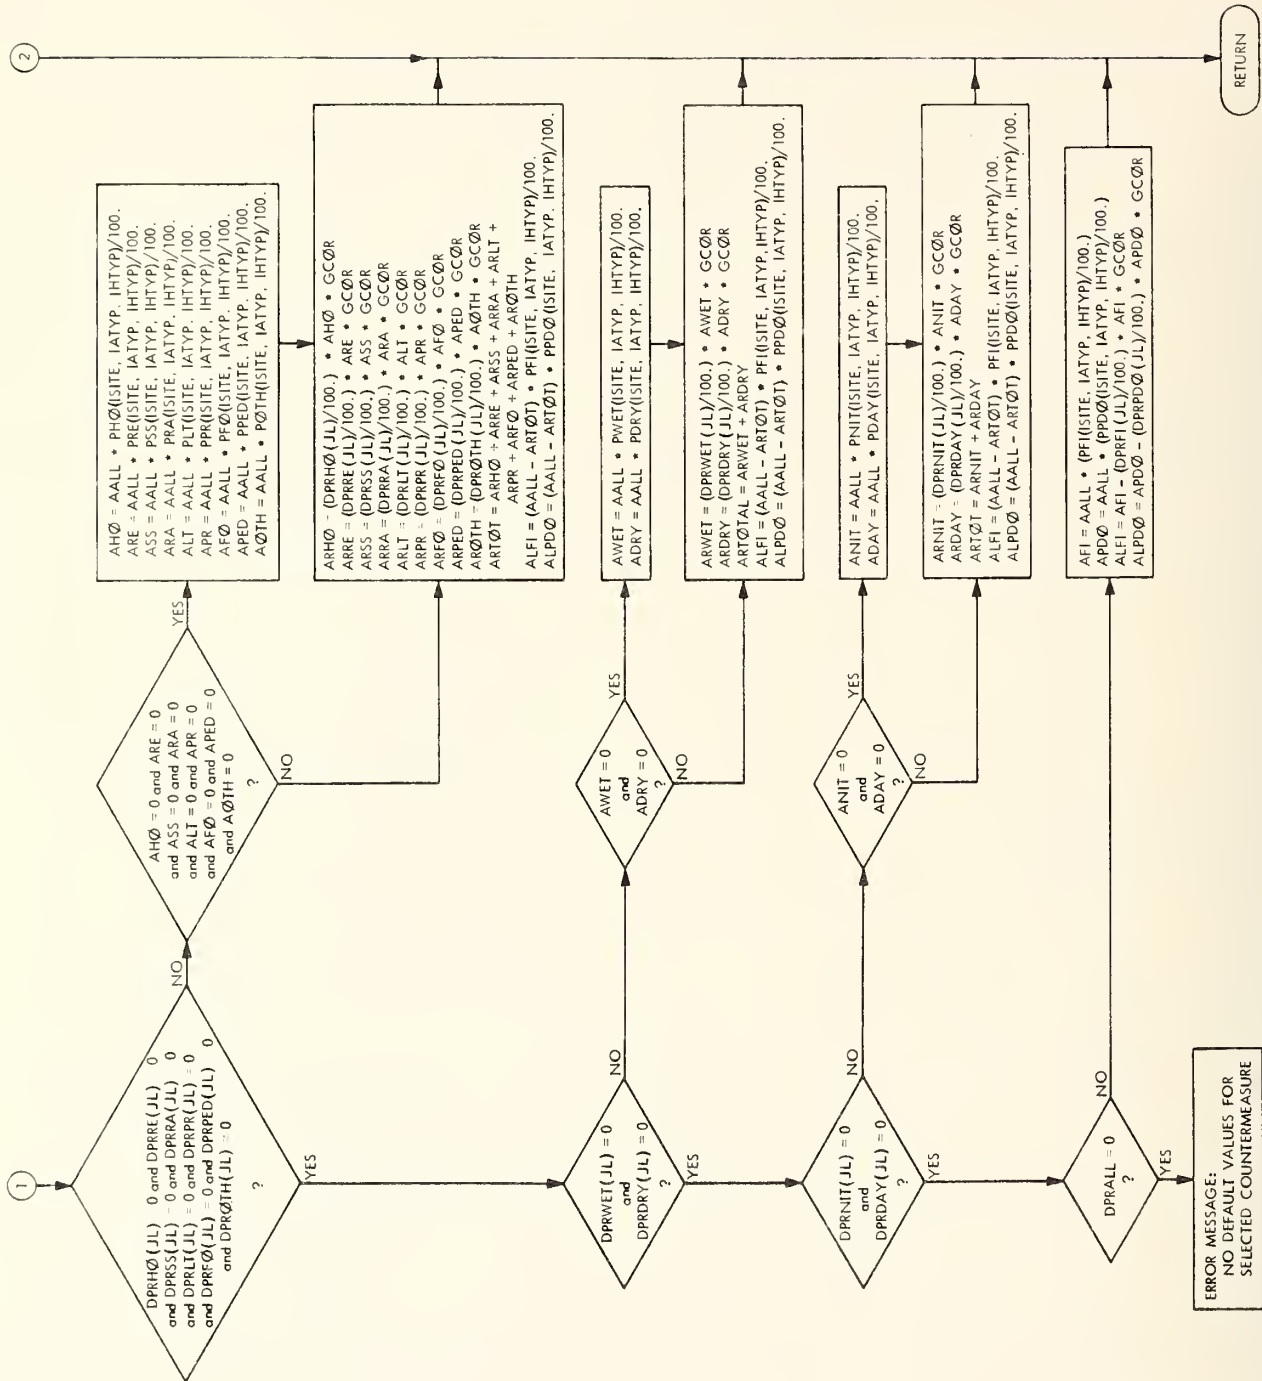 1
DPRHØ(JL) 0 and DPRRE(JL) 0
and DPRSS(JL) - 0 and DPRRA(JL) 0
and DPRLT(JL) = 0 and DPRPR(JL) = 0
and DPRFØ(JL) = 0 and DPRPED(JL) 0
and DPRØTH(JL) = 0
?
NO
YES
AHØ = 0 and ARE = 0
and ASS = 0 and ARA = 0
and ALT = 0 and APR = 0
and AFØ = 0 and APED = 0
and AØTH = 0
?
YES
NO
AHØ = AALL * PHØ(ISITE, IATYP, IHTYP)/100.
ARE = AALL * PRE(ISITE, IATYP, IHTYP)/100.
ASS = AALL * PSS(ISITE, IATYP, IHTYP)/100.
ARA = AALL * PRA(ISITE, IATYP, IHTYP)/100.
ALT = AALL * PLT(ISITE, IATYP, IHTYP)/100.
APR = AALL * PPR(ISITE, IATYP, IHTYP)/100.
AFØ = AALL * PFØ(ISITE, IATYP, IHTYP)/100.
APED = AALL * PPED(ISITE, IATYP, IHTYP)/100.
AØTH = AALL * PØTH(ISITE, IATYP, IHTYP)/100.
ARHØ - (DPRHØ(JL)/100.) * AHØ * GCØR
ARRE = (DPRRE(JL)/100.) * ARE * GCØR
ARSS = (DPRSS(JL)/100.) * ASS * GCØR
ARRA = (DPRRA(JL)/100.) * ARA * GCØR
ARLT = (DPRLT(JL)/100.) * ALT * GCØR
ARPR = (DPRPR(JL)/100.) * APR * GCØR
ARFØ = (DPRFØ(JL)/100.) * AFØ * GCØR
ARPED = (DPRPED(JL)/100.) * APED * GCØR
ARØTH = (DPRØTH(JL)/100.) * AØTH * GCØR
ARTØT = ARHØ + ARRE + ARSS + ARRA + ARLT +
ARPR + ARFØ + ARPED + ARØTH
ALFI = (AALL - ARTØT) * PFI(ISITE, IATYP, IHTYP)/100.
ALPDØ = (AALL - ARTØT) * PPDØ(ISITE, IATYP, IHTYP)/100.
2
DPRWET(JL) = 0
and
DPRDRY(JL) = 0
?
NO
YES
AWET = 0
and
ADRY = 0
?
YES
NO
AWET = AALL * PWET(ISITE, IATYP, IHTYP)/100.
ADRY = AALL * PDRY(ISITE, IATYP, IHTYP)/100.
ARWET = (DPRWET(JL)/100.) * AWET * GCØR
ARDRY = (DPRDRY(JL)/100.) * ADRY * GCØR
ARTØTAL = ARWET + ARDRY
ALFI = (AALL - ARTØT) * PFI(ISITE, IATYP, IHTYP)/100.
ALPDØ = (AALL - ARTØT) * PPDØ(ISITE, IATYP, IHTYP)/100.
DPRNIT(JL) = 0
and
DPRDAY(JL) = 0
?
NO
YES
ANIT = 0
and
ADAY = 0
?
YES
NO
ANIT = AALL * PNIT(ISITE, IATYP, IHTYP)/100.
ADAY = AALL * PDAY(ISITE, IATYP, IHTYP)/100.
ARNIT = (DPRNIT(JL)/100.) * ANIT * GCØR
ARDAY = (DPRDAY(JL)/100.) * ADAY * GCØR
ARTØT = ARNIT + ARDAY
ALFI = (AALL - ARTØT) * PFI(ISITE, IATYP, IHTYP)/100.
ALPDØ = (AALL - ARTØT) * PPDØ(ISITE, IATYP, IHTYP)/100.
DPRALL = 0
?
NO
YES
AFI = AALL * (PFI(ISITE, IATYP, IHTYP)/100.)
APDØ = AALL * (PPDØ(ISITE, IATYP, IHTYP)/100.)
ALFI = AFI - (DPRFI(JL)/100.) * AFI * GCØR
ALPDØ = APDØ - (DPRPDØ(JL)/100.) * APDØ * GCØR
ERROR MESSAGE:
NO DEFAULT VALUES FOR
SELECTED COUNTERMEASURE
RETURN